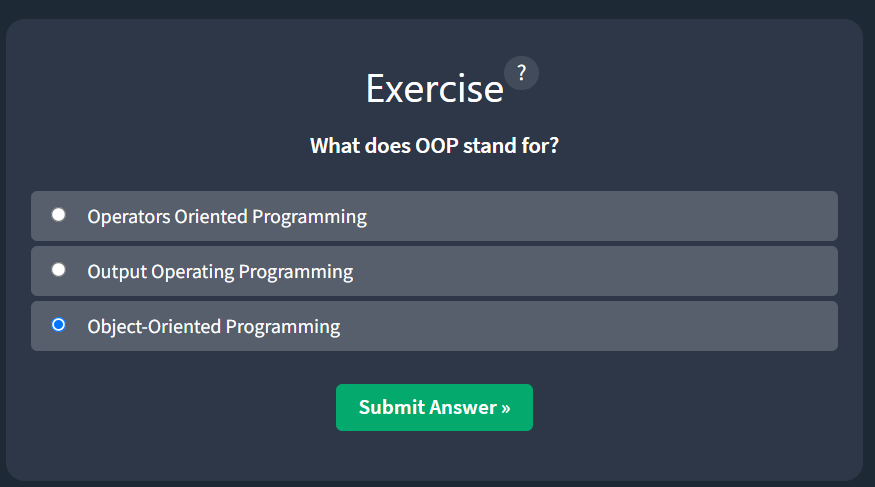 Exercise ?
What does OOP stand for?
Operators Oriented Programming
Output Operating Programming
Object-Oriented Programming
Submit Answer »